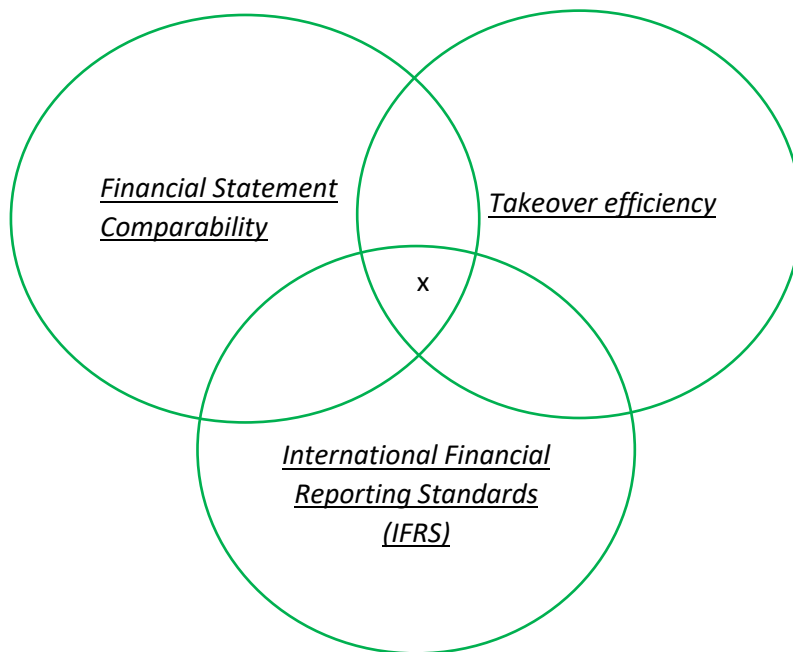 Financial Statement
Comparability
Takeover efficiency
x
International Financial
Reporting Standards
(IFRS)